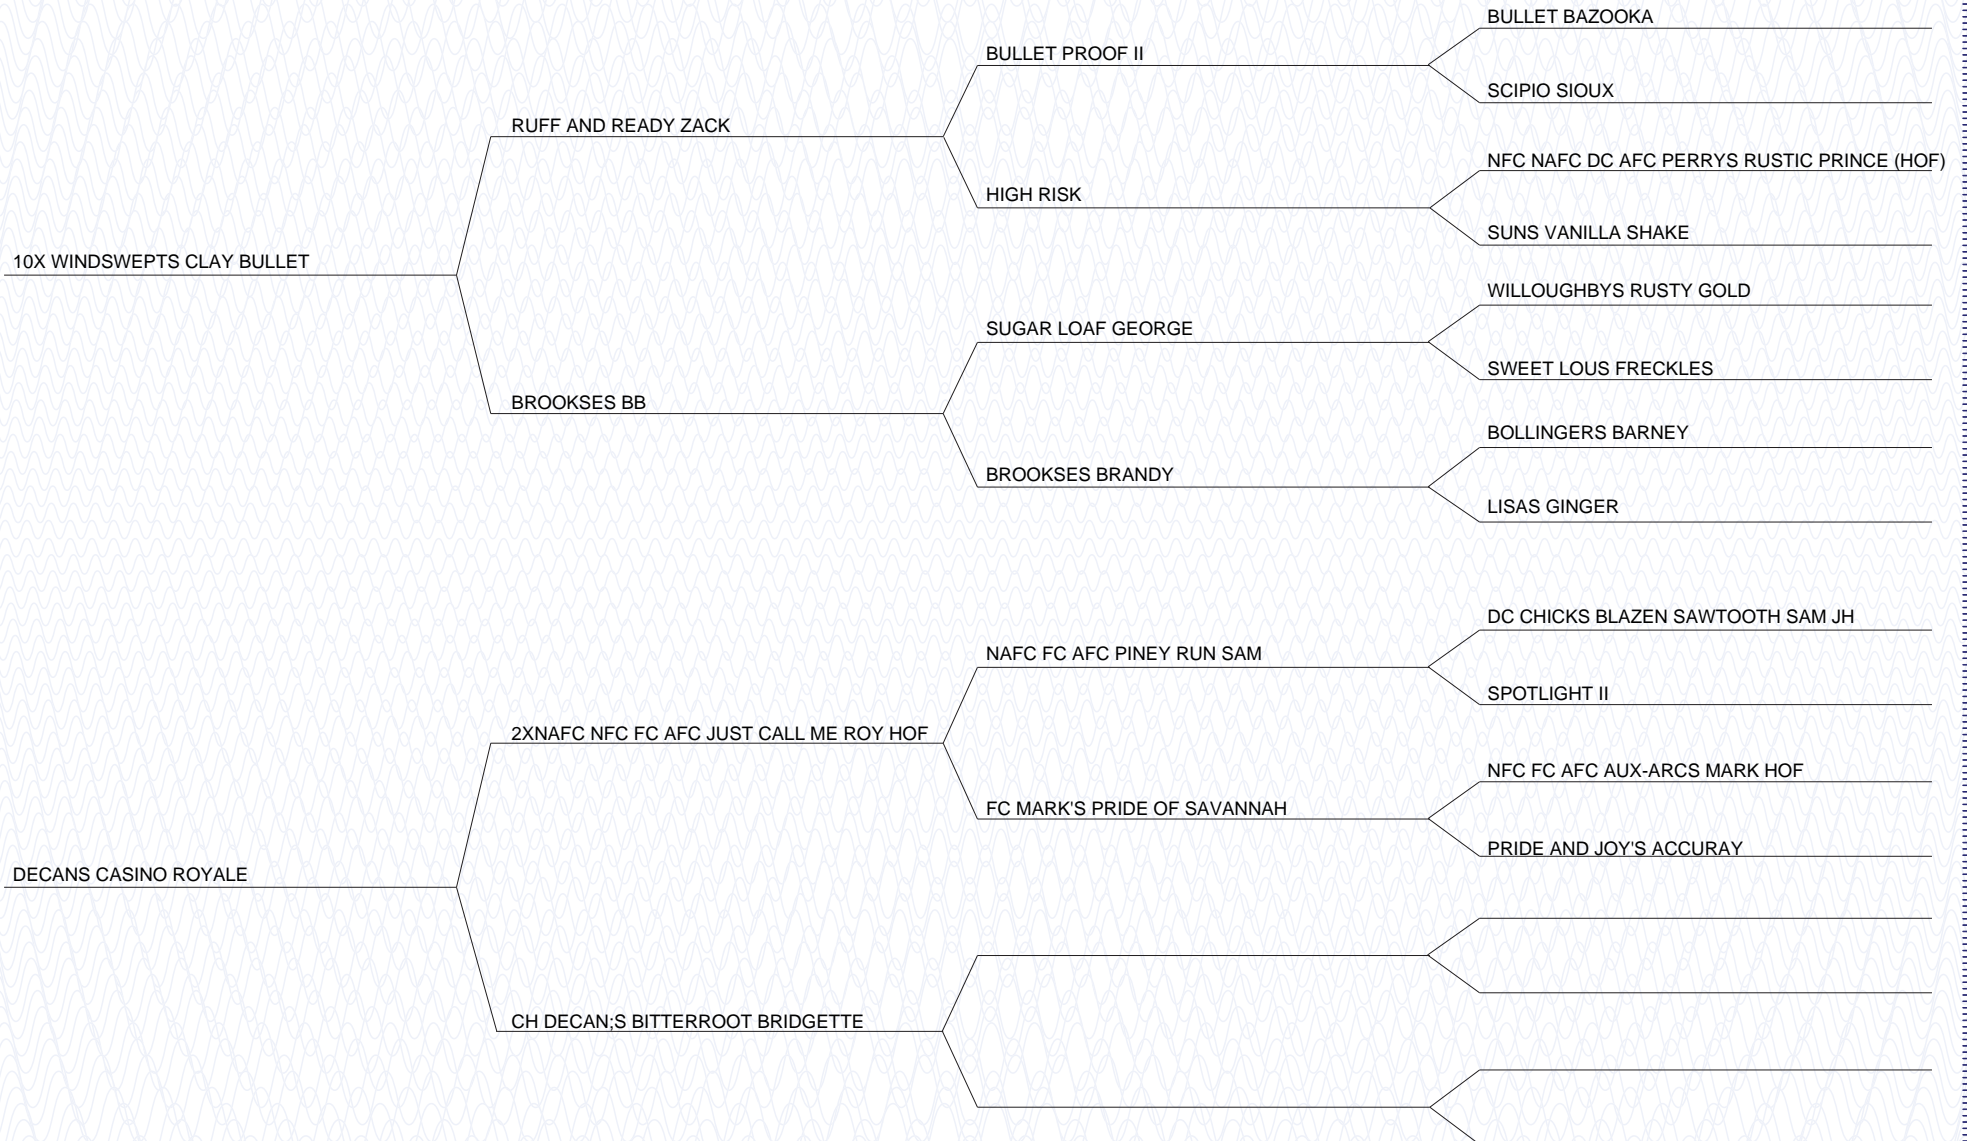 BULLET BAZOOKA
BULLET PROOF II
SCIPIO SIOUX
RUFF AND READY ZACK
NFC NAFC DC AFC PERRYS RUSTIC PRINCE (HOF)
HIGH RISK
SUNS VANILLA SHAKE
10X WINDSWEPTS CLAY BULLET
WILLOUGHBYS RUSTY GOLD
SUGAR LOAF GEORGE
SWEET LOUS FRECKLES
BROOKSES BB
BOLLINGERS BARNEY
BROOKSES BRANDY
LISAS GINGER
DC CHICKS BLAZEN SAWTOOTH SAM JH
NAFC FC AFC PINEY RUN SAM
SPOTLIGHT II
2XNAFC NFC FC AFC JUST CALL ME ROY HOF
NFC FC AFC AUX-ARCS MARK HOF
FC MARK'S PRIDE OF SAVANNAH
PRIDE AND JOY'S ACCURAY
DECANS CASINO ROYALE
CH DECAN;S BITTERROOT BRIDGETTE